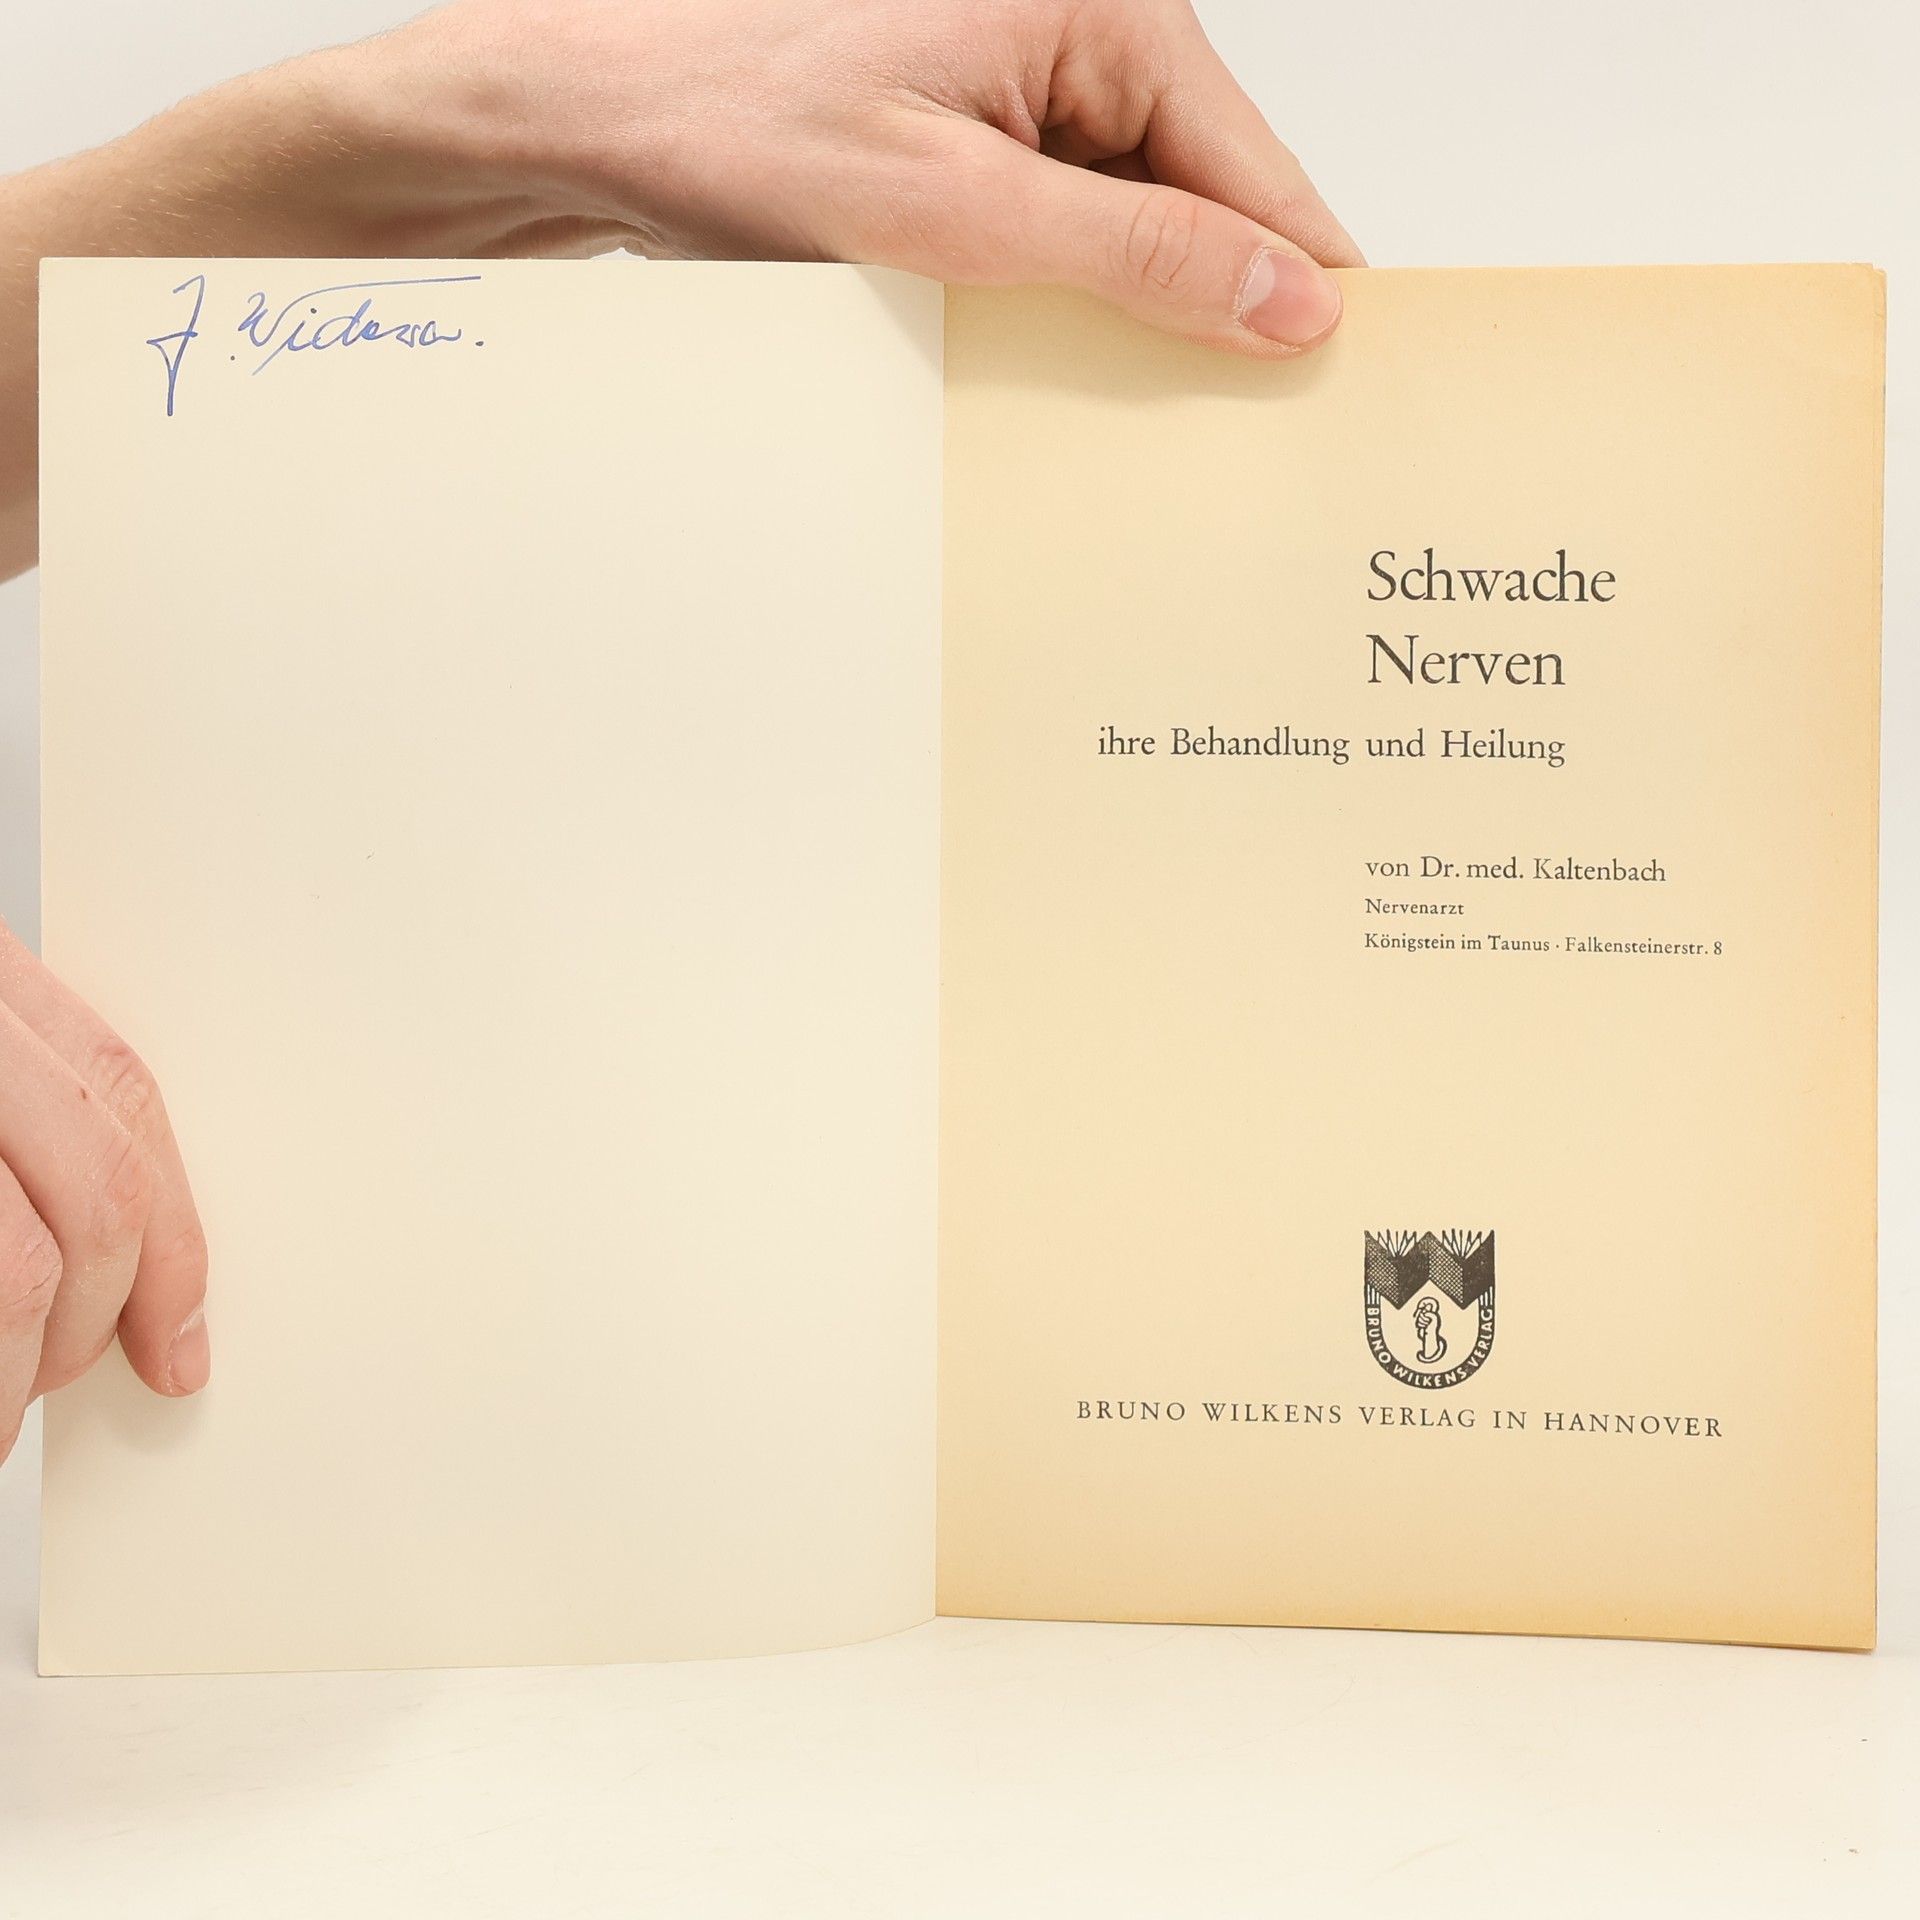 Schwache
Nerven
ihre Behandlung und Heilung
von Dr. med. Kaltenbach
Nervenarzt
Königstein im Taunus · Falkensteinerstr. 8
BRUNO WILKENS VERLAG
BRUNO WILKENS VERLAG IN HANNOVER